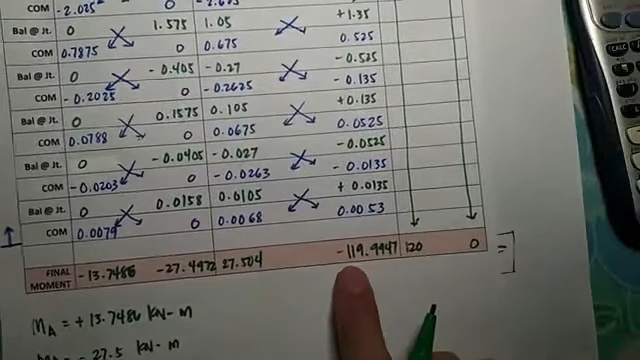 COM -2.025 0 -2.625
Bal @ Jt. 0 1.575 1.05 +1.35
COM 0.7875 0 0.675 0.525
Bal @ Jt. 0 -0.405 -0.27 -0.525
COM -0.2025 0 -0.2625 -0.135
Bal @ Jt. 0 0.1575 0.105 +0.135
COM 0.0788 0 0.0675 0.0525
Bal @ Jt. 0 -0.0405 -0.027 -0.0525
COM -0.0203 0 -0.0263 -0.0135
Bal @ Jt. 0 0.0158 0.0105 +0.0135
COM 0.0079 0 0.0068 0.0053
FINAL MOMENT -13.7486 -27.4972 27.504 -119.9947 120 0 =
MA = +13.7486 KN-m
-27.5 KN-m